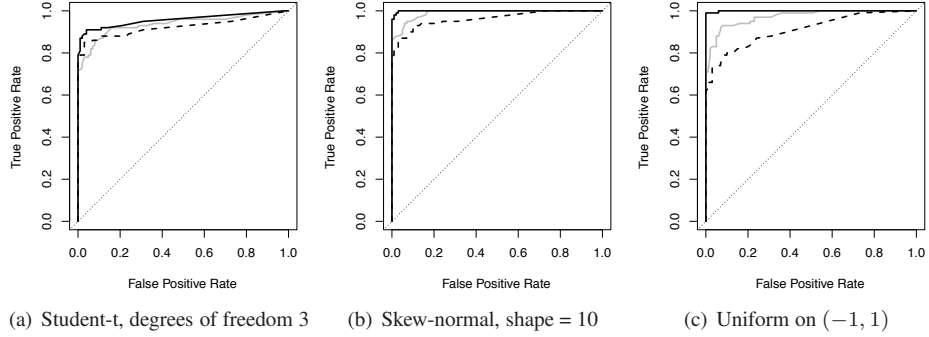 True Positive Rate
1.0
0.8
0.6
0.4
0.2
0.0
0.0 0.2 0.4 0.6 0.8 1.0
False Positive Rate
(a) Student-t, degrees of freedom 3
True Positive Rate
1.0
0.8
0.6
0.4
0.2
0.0
0.0 0.2 0.4 0.6 0.8 1.0
False Positive Rate
(b) Skew-normal, shape = 10
True Positive Rate
1.0
0.8
0.6
0.4
0.2
0.0
0.0 0.2 0.4 0.6 0.8 1.0
False Positive Rate
(c) Uniform on (−1, 1)